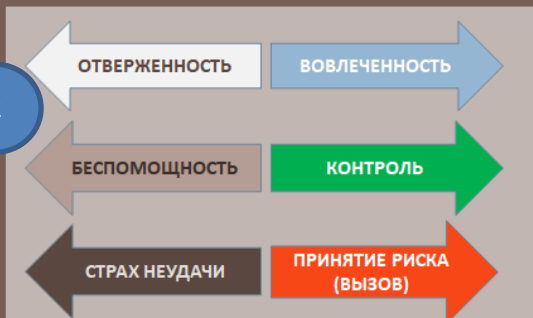 ОТВЕРЖЕННОСТЬ
ВОВЛЕЧЕННОСТЬ
БЕСПОМОЩНОСТЬ
КОНТРОЛЬ
СТРАХ НЕУДАЧИ
ПРИНЯТИЕ РИСКА
(ВЫЗОВ)